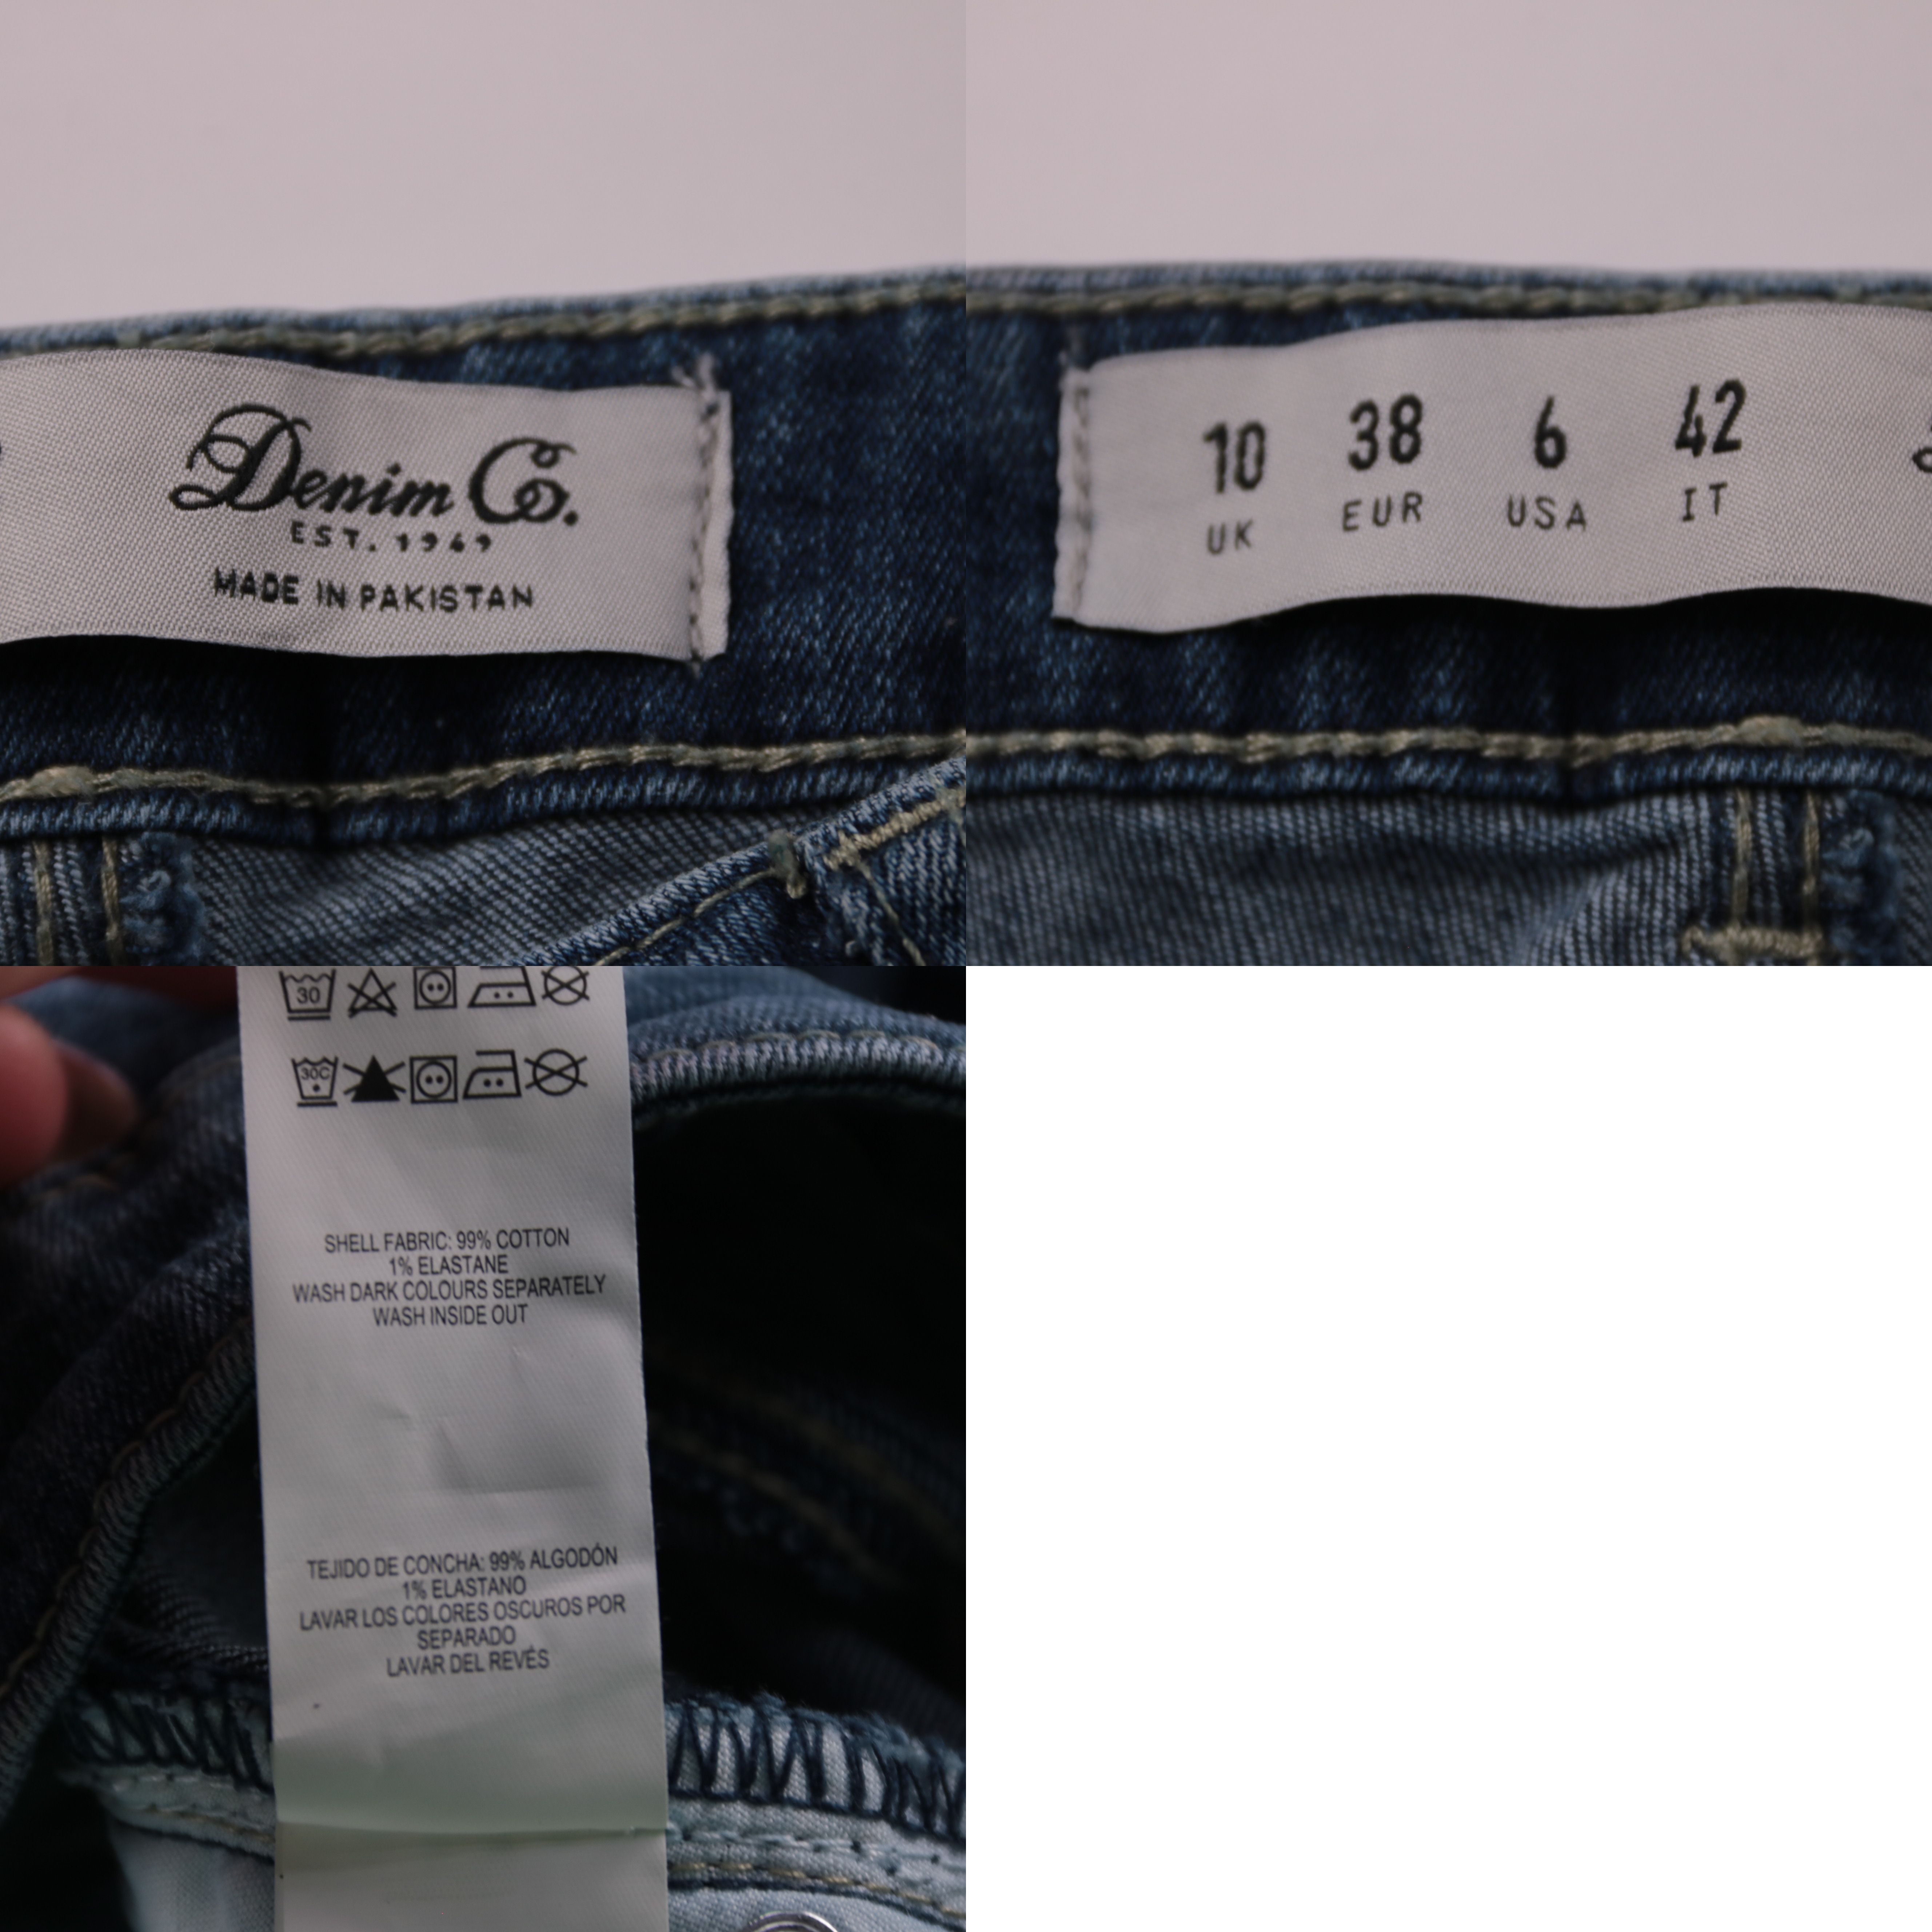 Denim Co.
EST. 1969
MADE IN PAKISTAN
10 38 6 42
UK EUR USA IT
30
30C
SHELL FABRIC: 99% COTTON
1% ELASTANE
WASH DARK COLOURS SEPARATELY
WASH INSIDE OUT
TEJIDO DE CONCHA: 99% ALGODÓN
1% ELASTANO
LAVAR LOS COLORES OSCUROS POR
SEPARADO
LAVAR DEL REVÉS